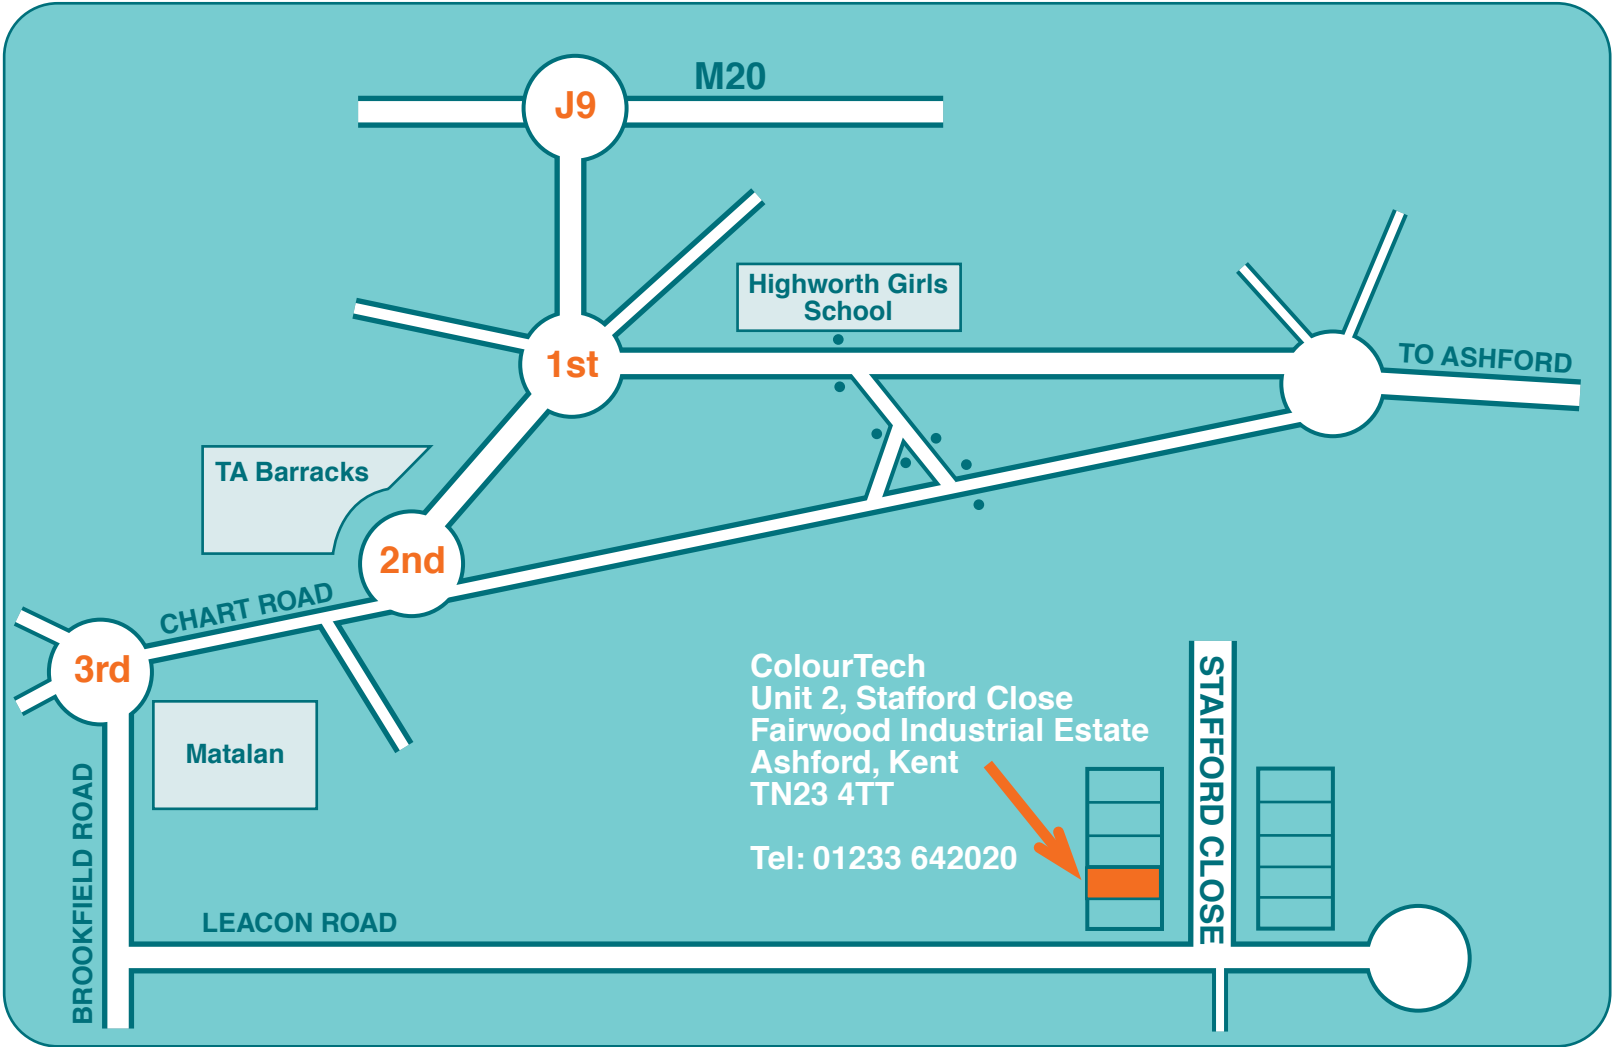 M20
J9
Highworth Girls
School
1st
TO ASHFORD
TA Barracks
2nd
CHART ROAD
3rd
Matalan
BROOKFIELD ROAD
LEACON ROAD
ColourTech
Unit 2, Stafford Close
Fairwood Industrial Estate
Ashford, Kent
TN23 4TT
Tel: 01233 642020
STAFFORD CLOSE